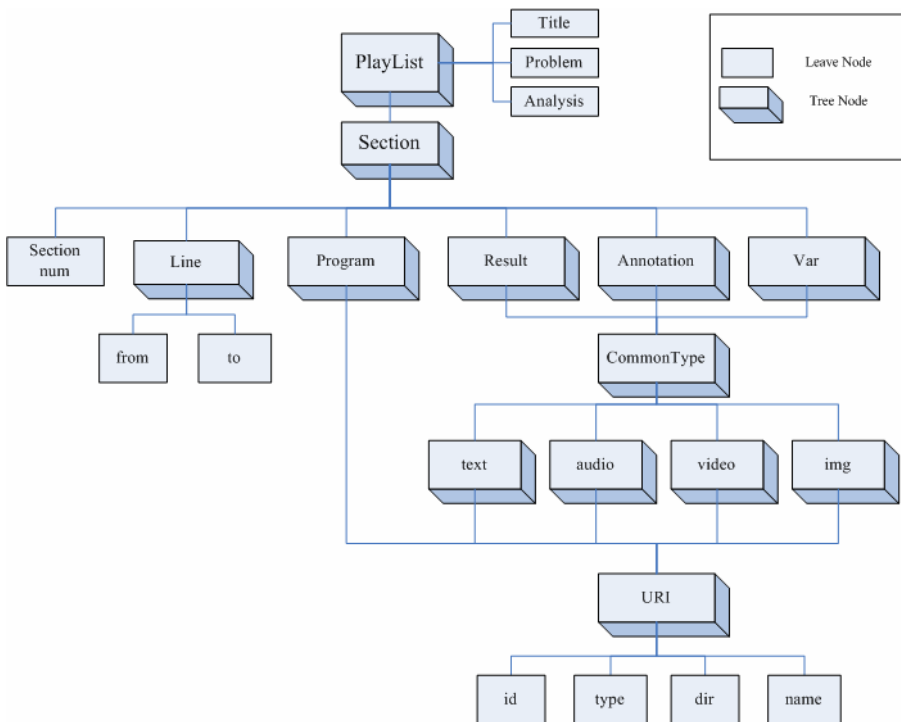 Title
PlayList
Problem
Analysis
Leave Node
Tree Node
Section
Section
num
Line
Program
Result
Annotation
Var
from
to
CommonType
text
audio
video
img
URI
id
type
dir
name